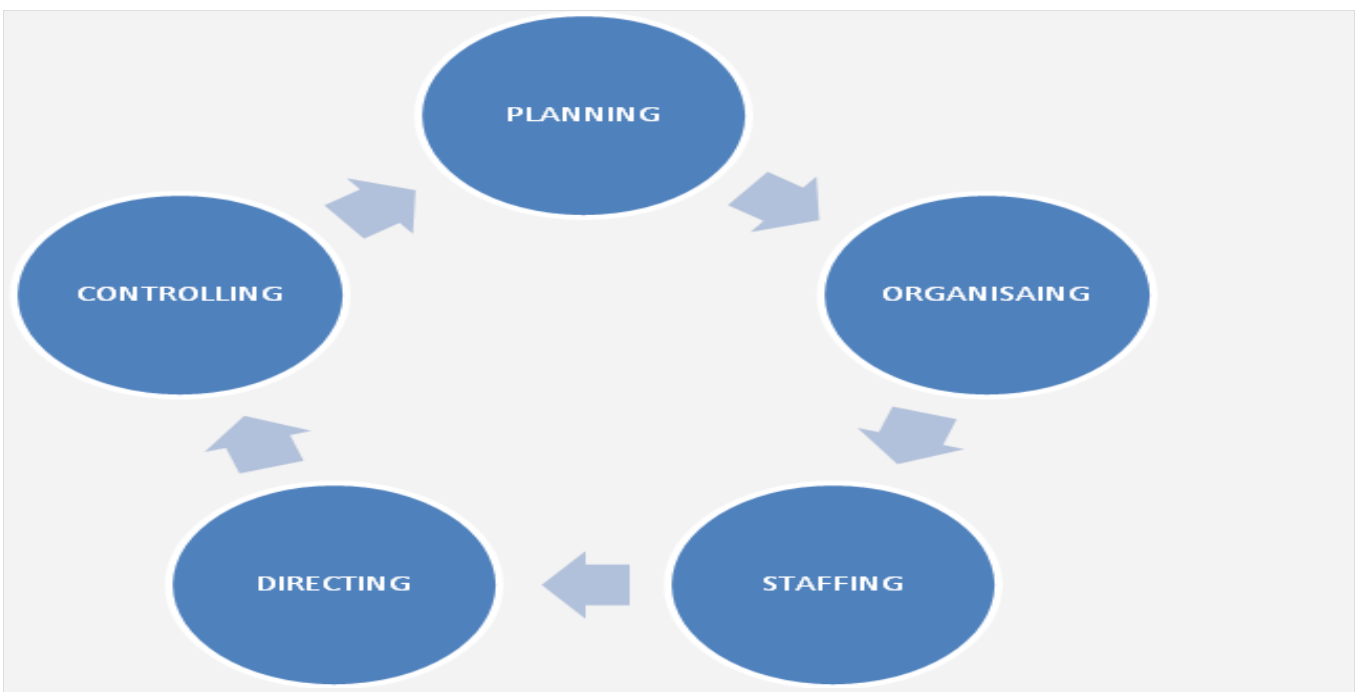 PLANNING
ORGANISAING
STAFFING
DIRECTING
CONTROLLING